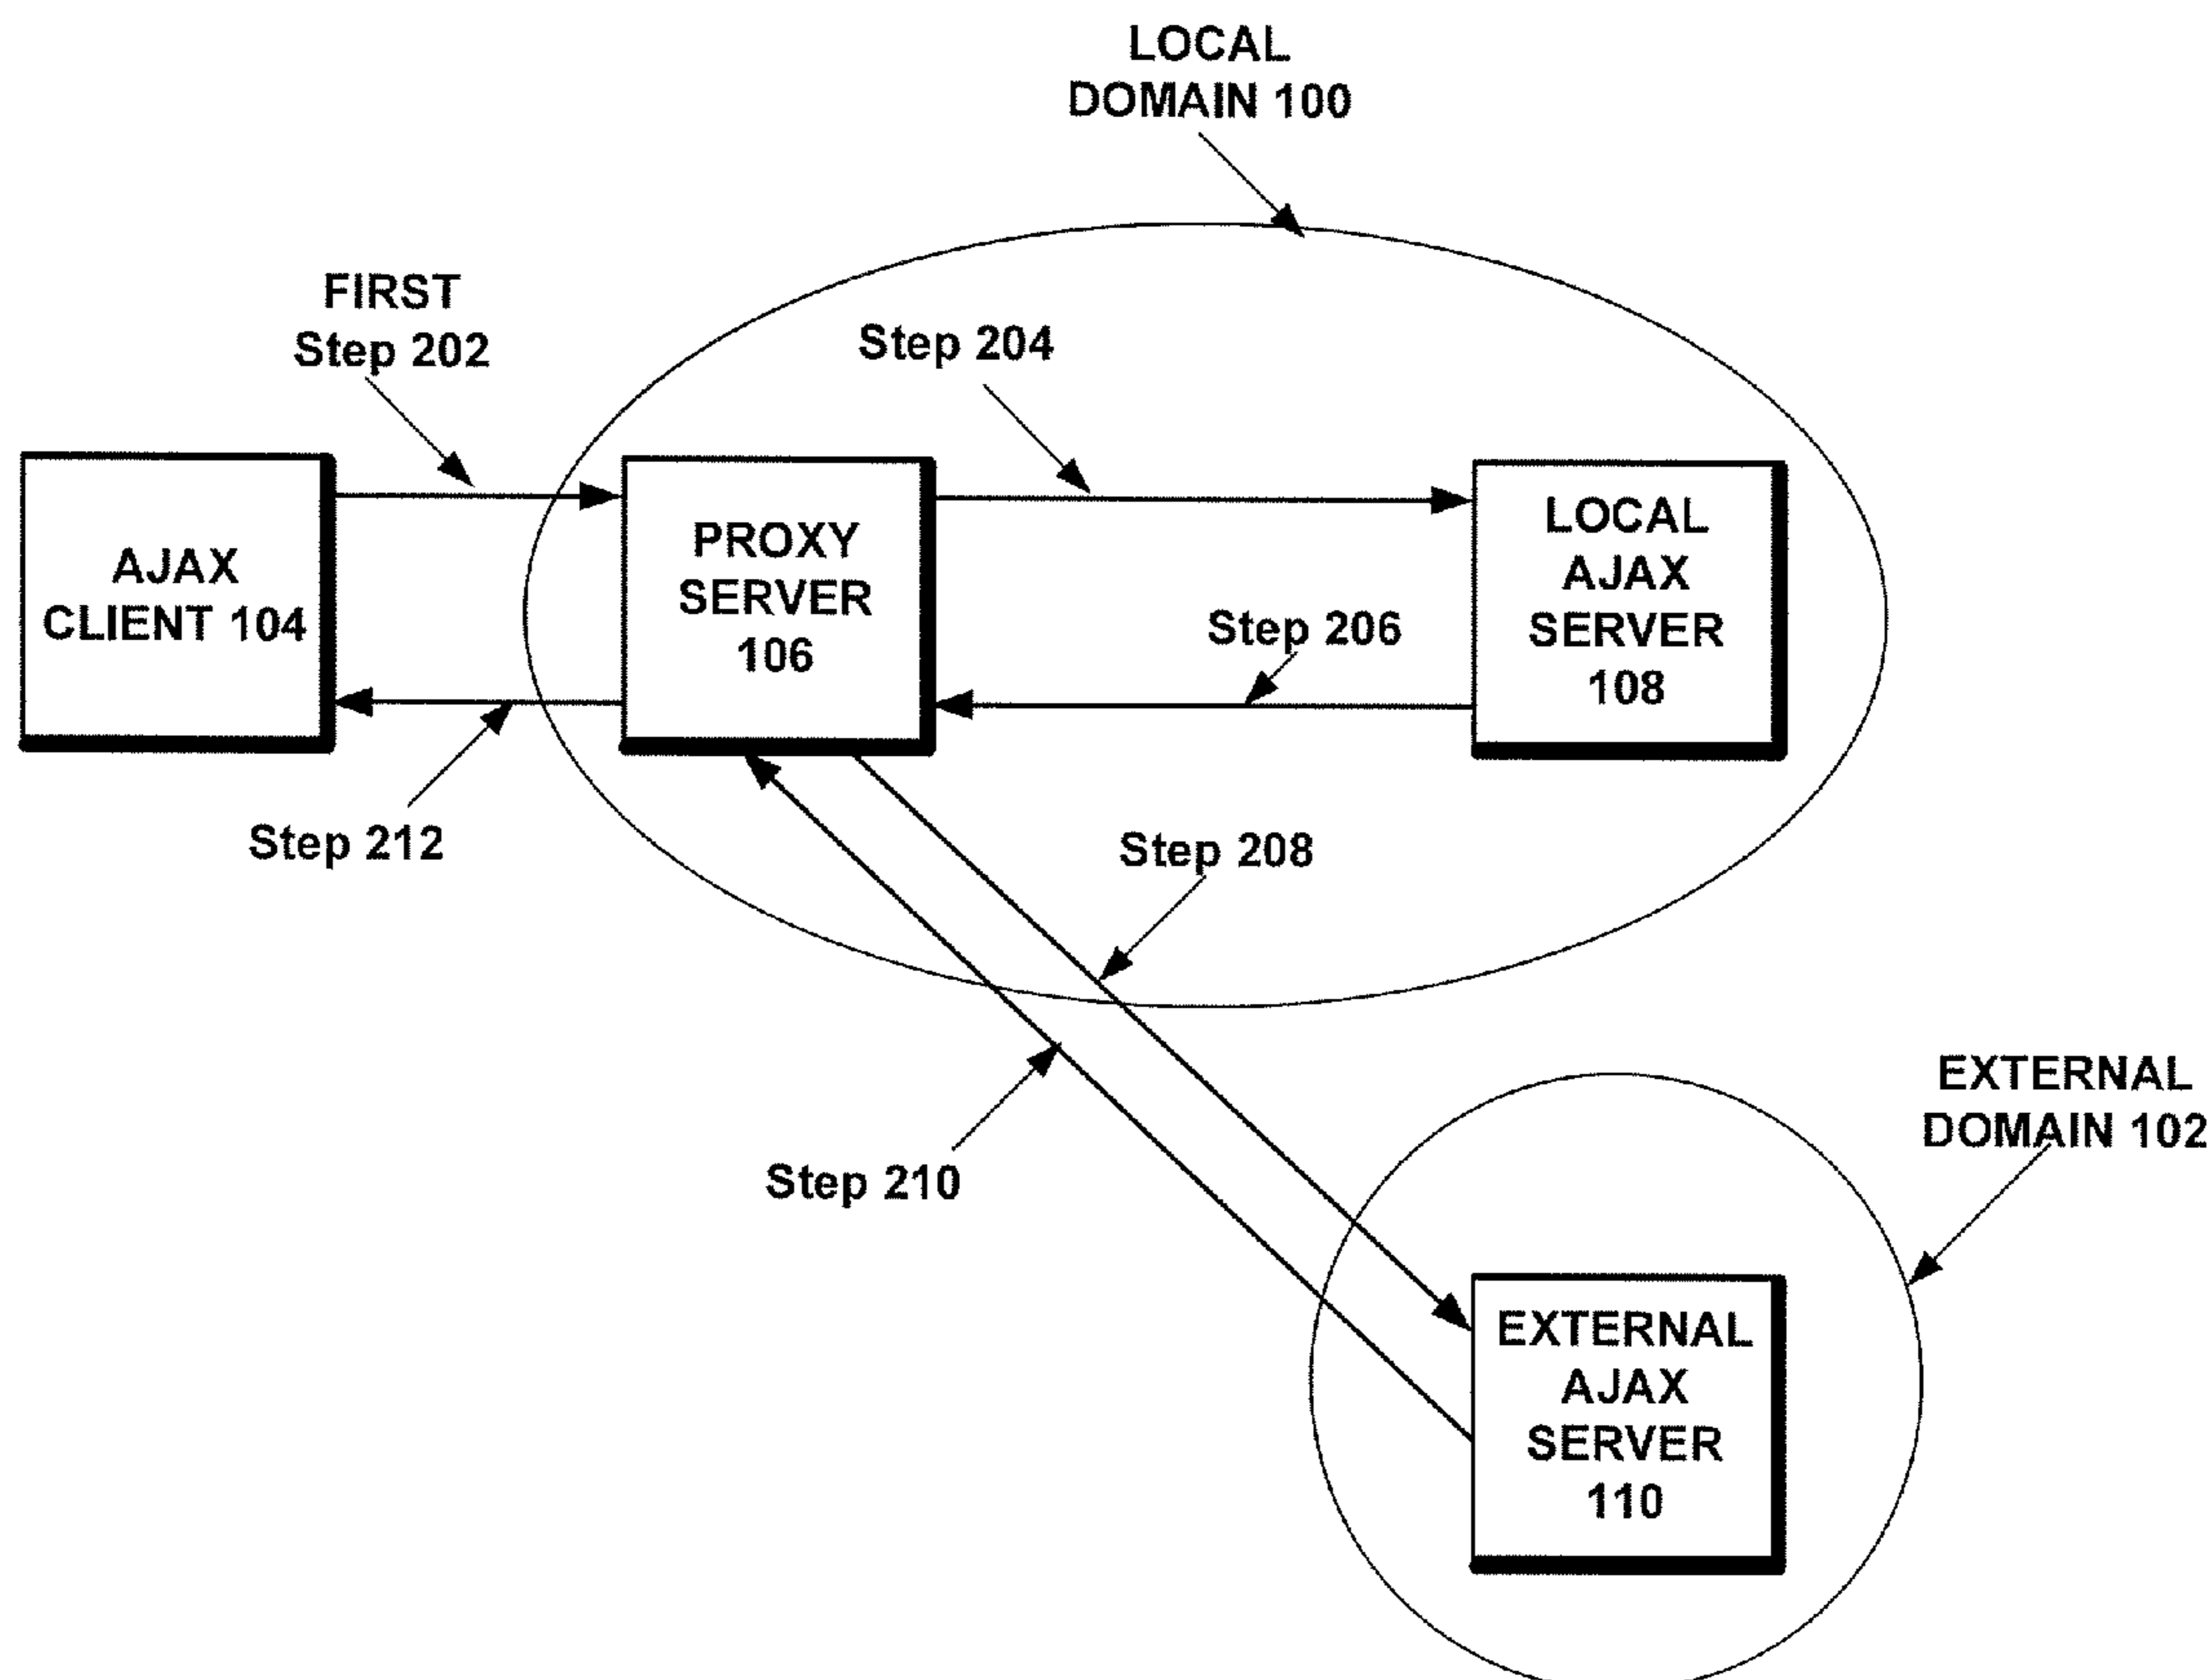 LOCAL
DOMAIN 100
FIRST
Step 202
Step 204
AJAX
CLIENT 104
PROXY
SERVER
106
LOCAL
AJAX
SERVER
108
Step 206
Step 212
Step 208
Step 210
EXTERNAL
DOMAIN 102
EXTERNAL
AJAX
SERVER
110